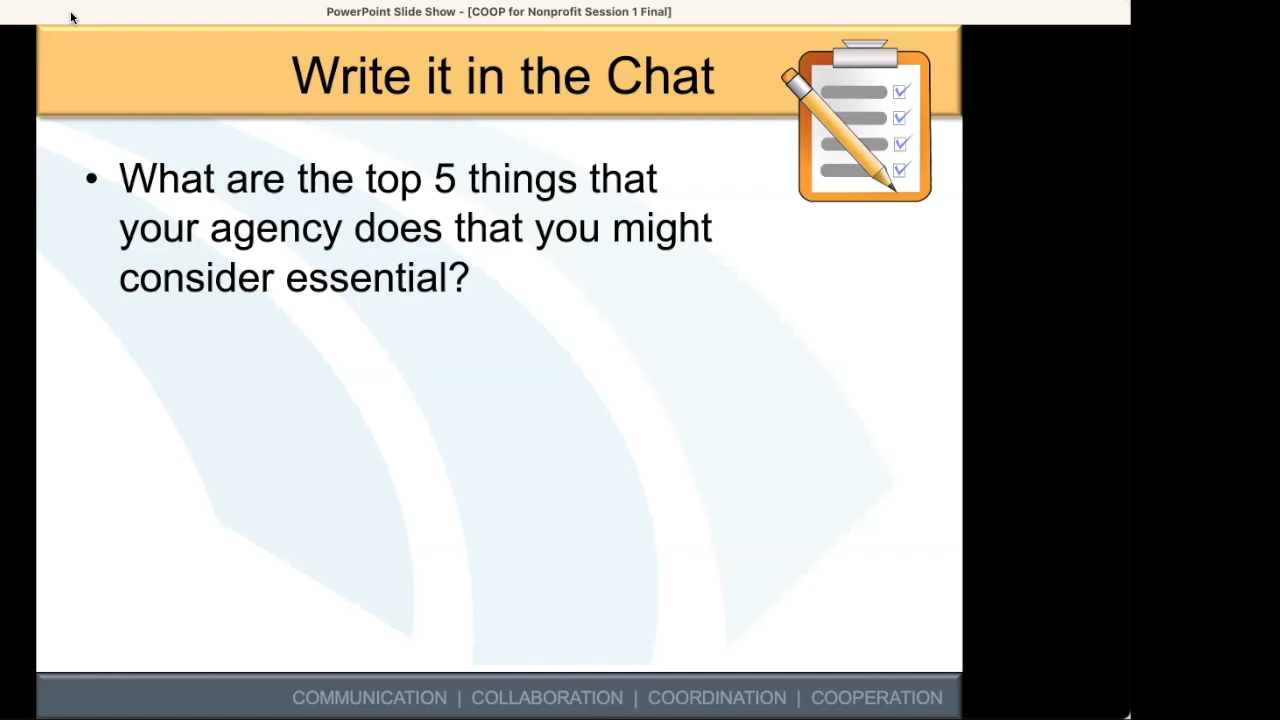 PowerPoint Slide Show - [COOP for Nonprofit Session 1 Final]
Write it in the Chat
• What are the top 5 things that
your agency does that you might
consider essential?
COMMUNICATION | COLLABORATION | COORDINATION | COOPERATION